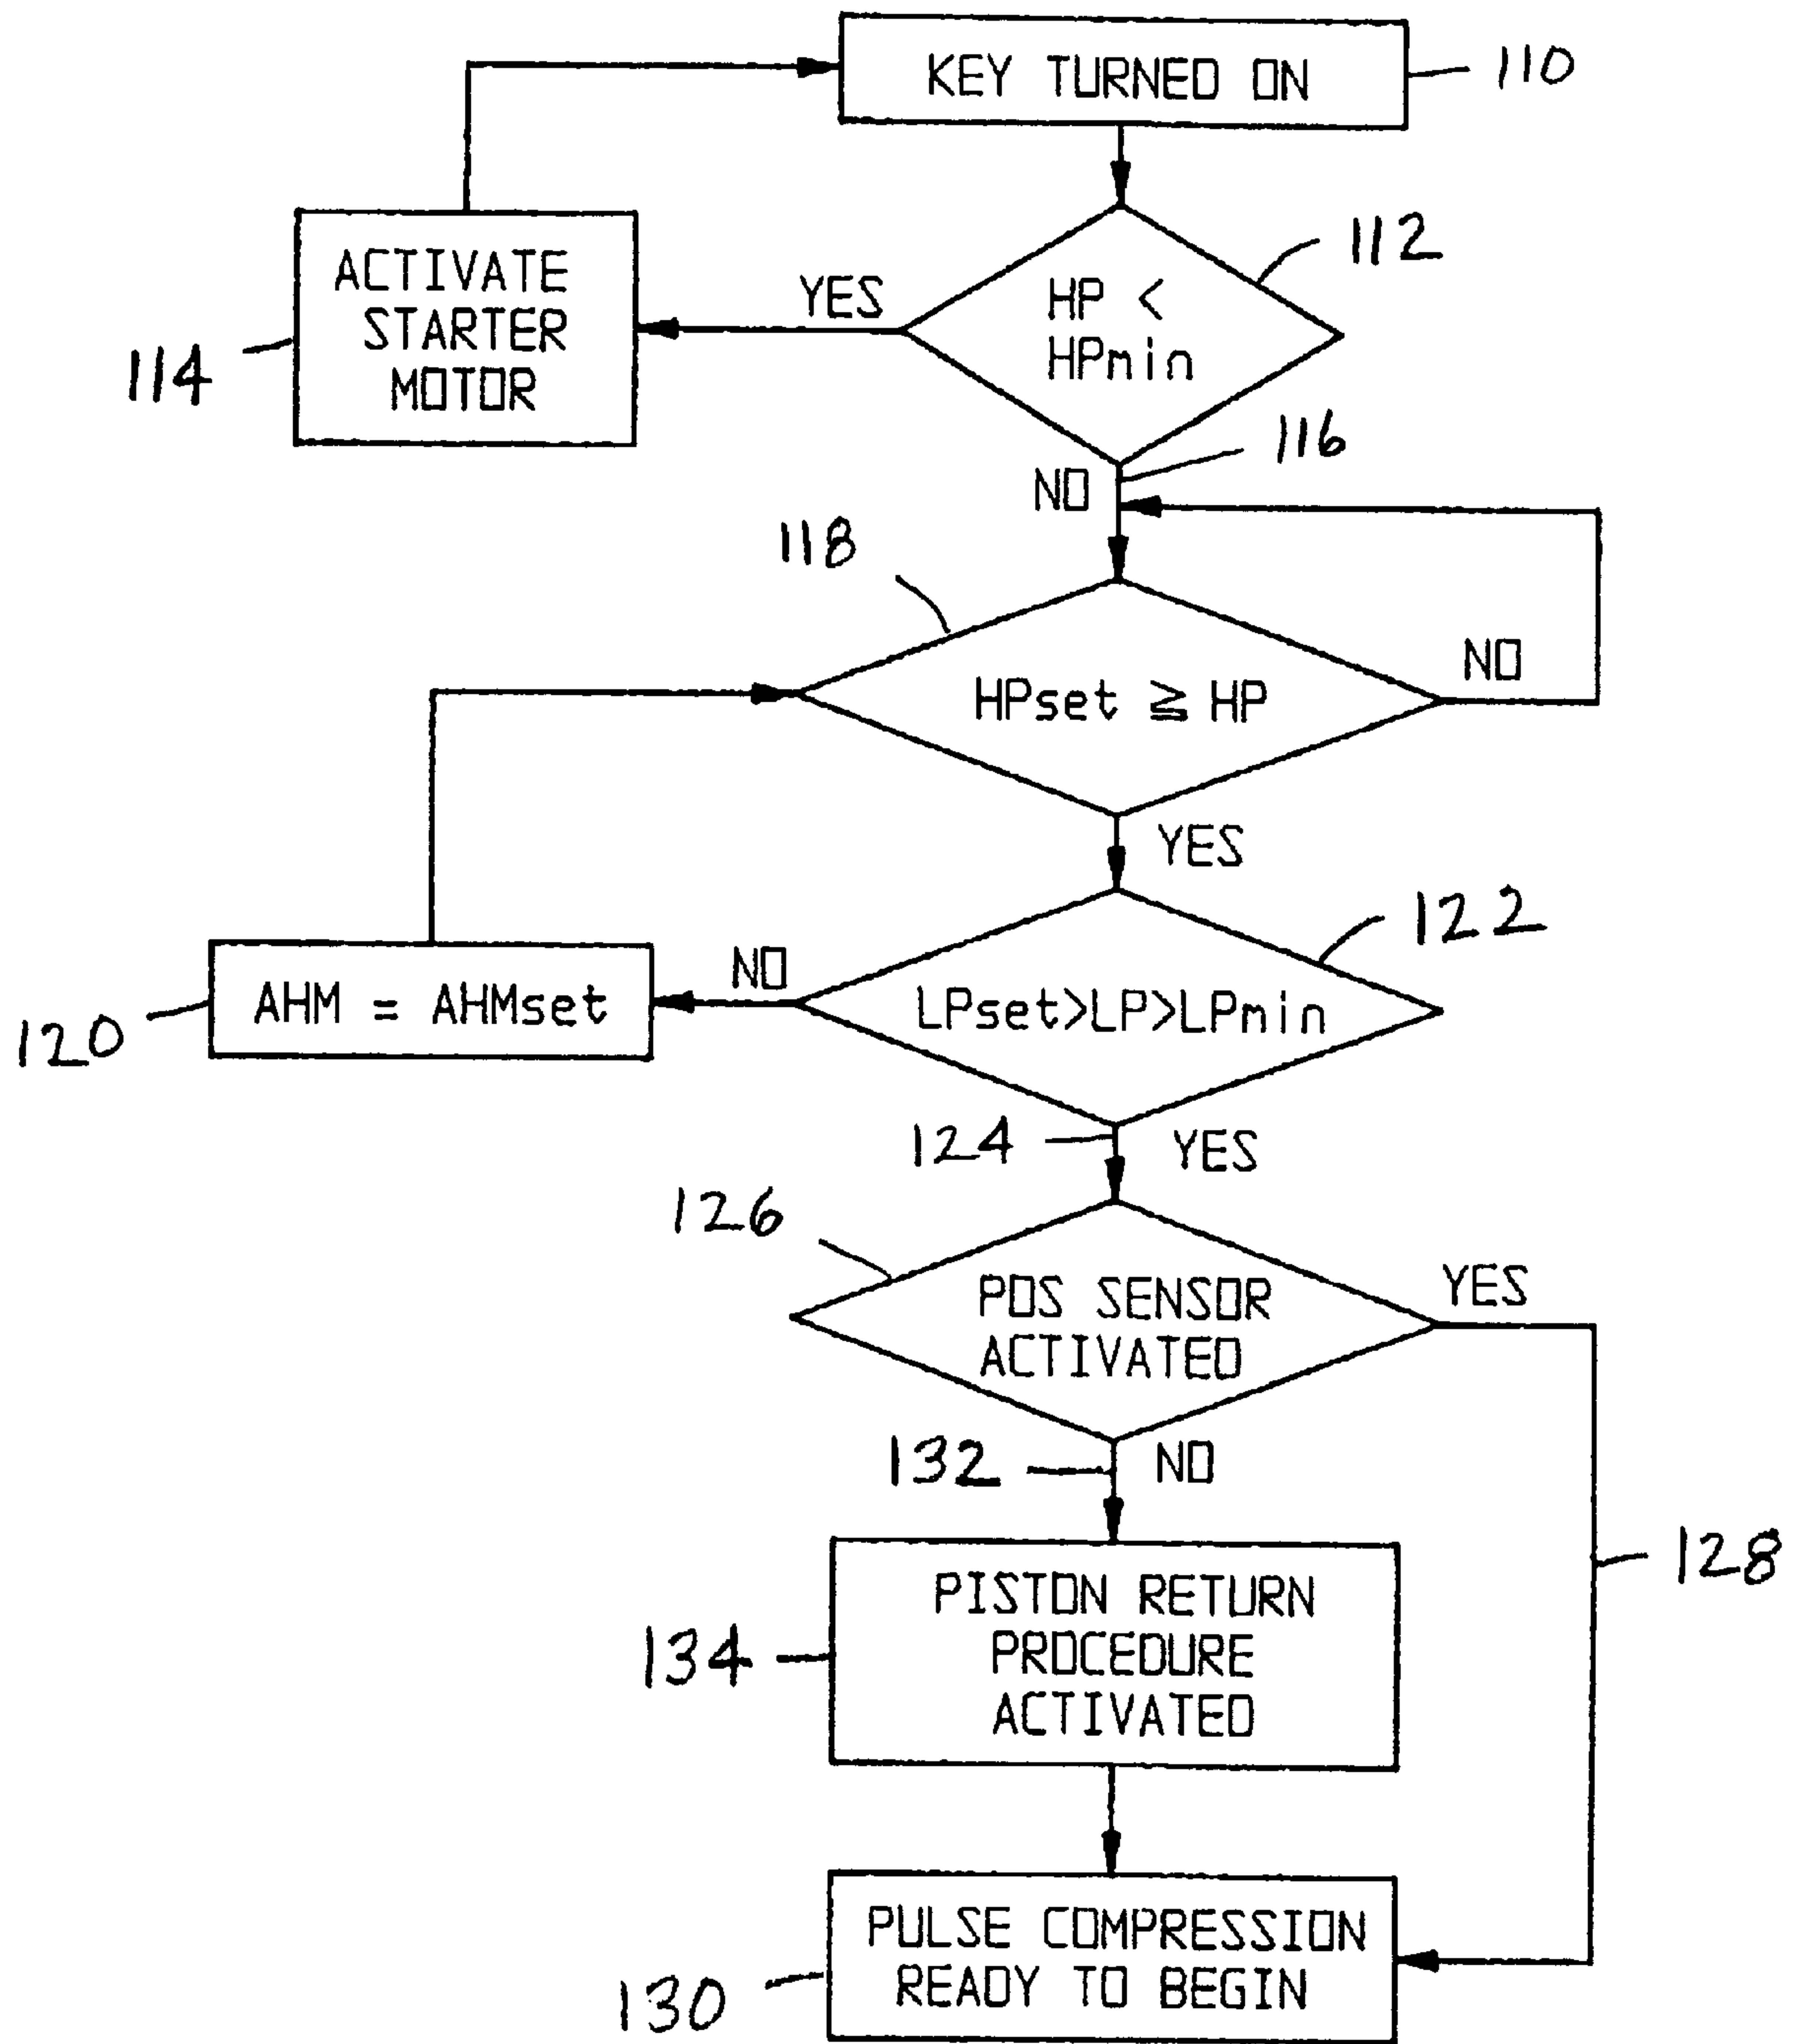 KEY TURNED ON
110
ACTIVATE
STARTER
MOTOR
114
YES
HP <
HPmin
112
116
NO
118
HPset ≧ HP
NO
YES
122
AHM = AHMset
120
NO
LPset>LP>LPmin
124
YES
126
POS SENSOR
ACTIVATED
YES
132
NO
128
PISTON RETURN
PROCEDURE
ACTIVATED
134
PULSE COMPRESSION
READY TO BEGIN
130